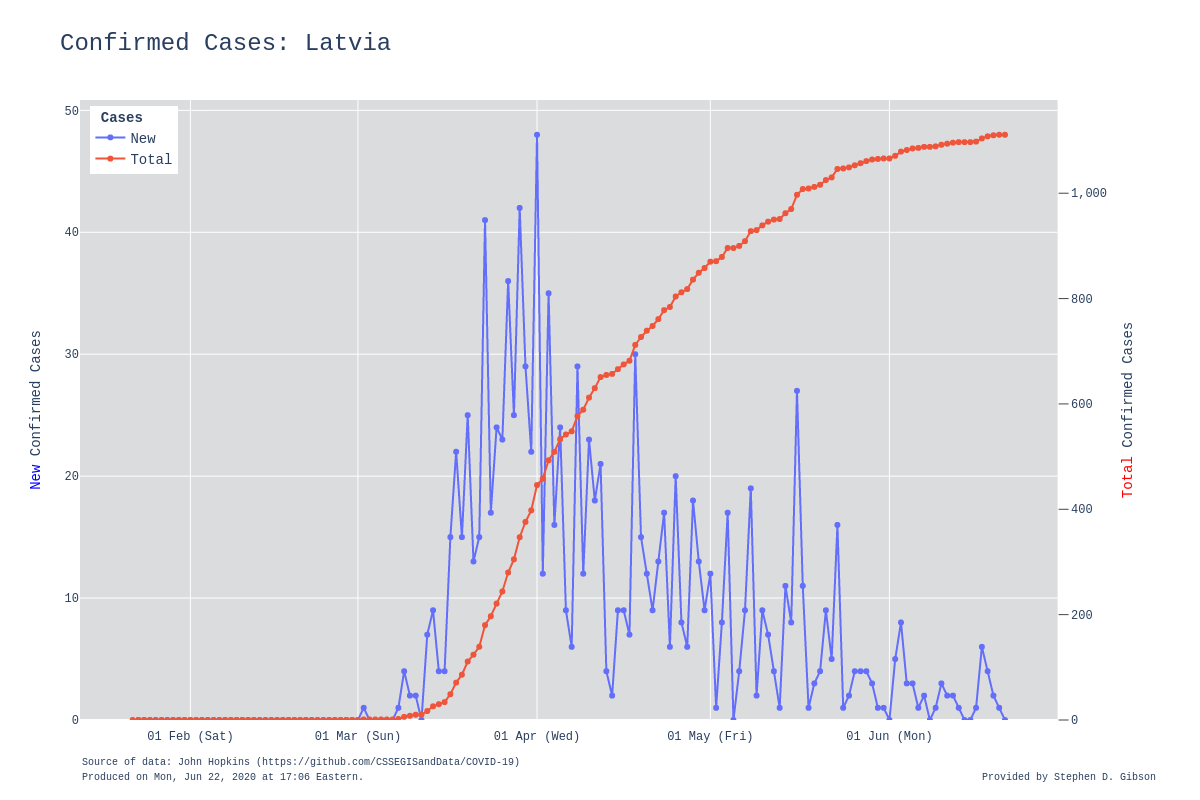 Confirmed Cases: Latvia
Cases
New
Total
50
40
30
20
10
0
1,000
800
600
400
200
0
New Confirmed Cases
Total Confirmed Cases
01 Feb (Sat)
01 Mar (Sun)
01 Apr (Wed)
01 May (Fri)
01 Jun (Mon)
Source of data: John Hopkins (https://github.com/CSSEGISandData/COVID-19)
Produced on Mon, Jun 22, 2020 at 17:06 Eastern.
Provided by Stephen D. Gibson